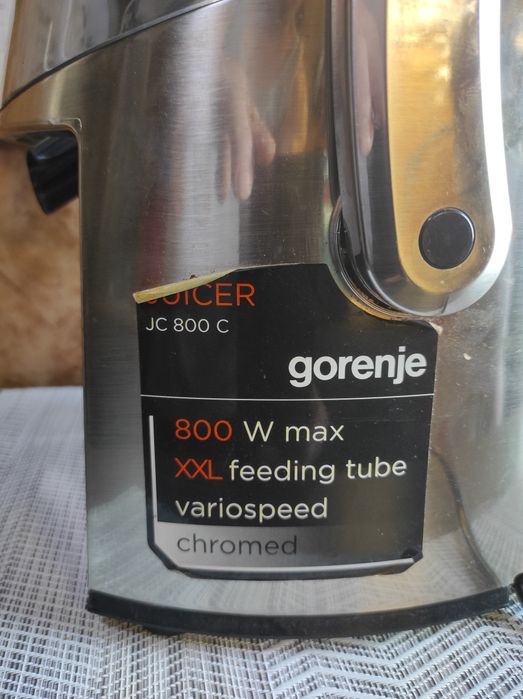 JUICER
JC 800 C
gorenje
800 W max
XXL feeding tube
variospeed
chromed